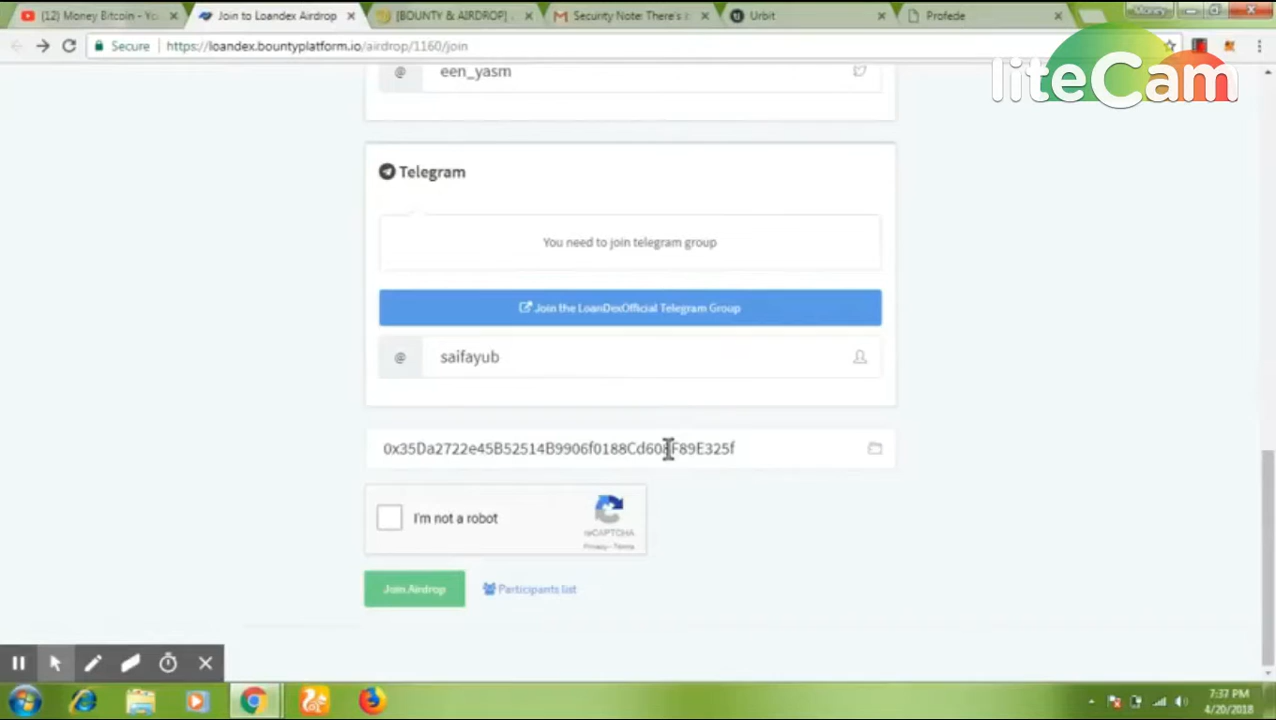 (12) Money Bitcoin - Yo
Join to Loandex Airdrop
[BOUNTY & AIRDROP]
Security Note: There's
Urbit
Profede
Money
Secure
https://loandex.bountyplatform.io/airdrop/1160/join
liteCam
@
een_yasm
Telegram
You need to join telegram group
Join the LoanDexOfficial Telegram Group
@
saifayub
I'm not a robot
reCAPTCHA
Privacy - Terms
Join Airdrop
Participants list
7:37 PM
4/20/2018